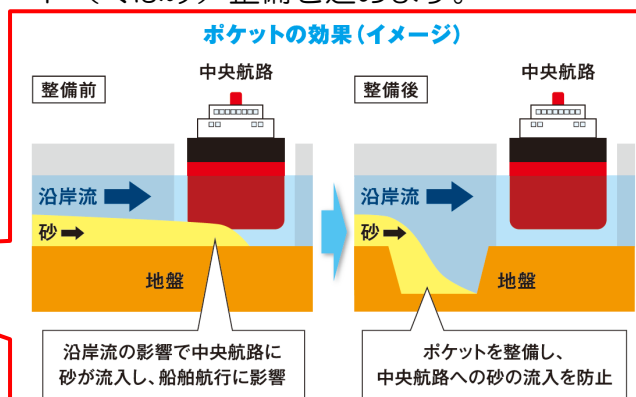 ポケットの効果(イメージ)
中央航路
整備前
沿岸流
砂
地盤
沿岸流の影響で中央航路に
砂が流入し、船舶航行に影響
中央航路
整備後
沿岸流
砂
地盤
ポケットを整備し、
中央航路への砂の流入を防止